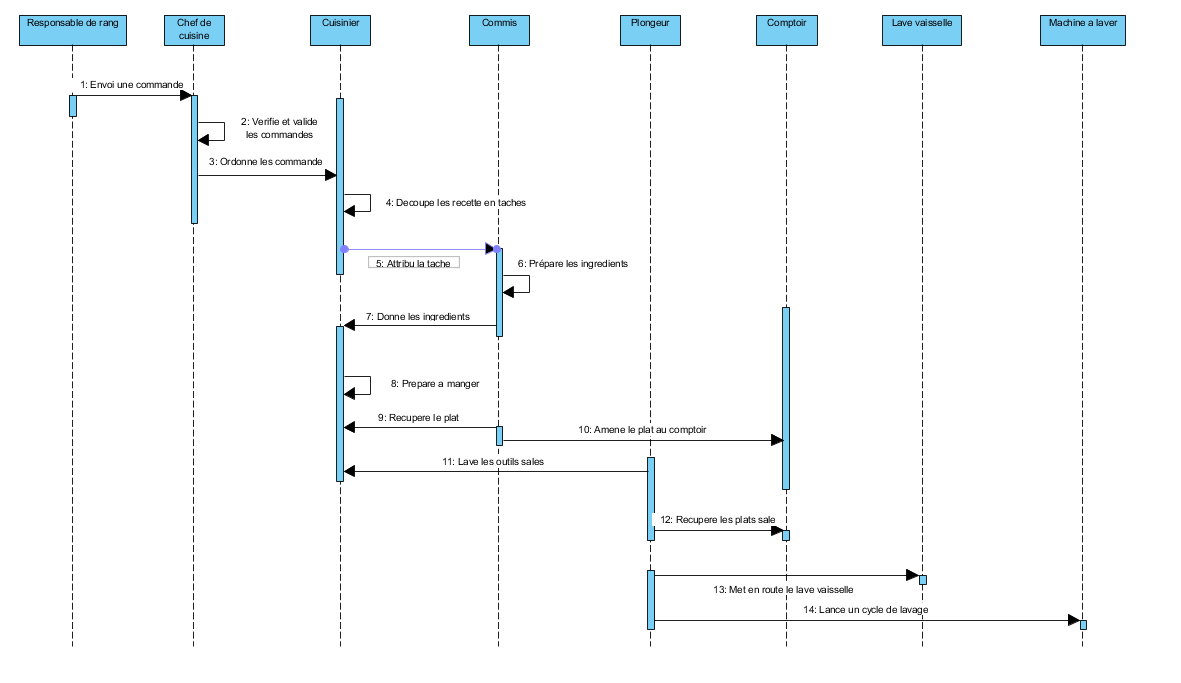 Responsable de rang
Chef de
cuisine
Cuisinier
Commis
Plongeur
Comptoir
Lave vaisselle
Machine a laver
1: Envoi une commande
2: Verifie et valide
les commandes
3: Ordonne les commande
4: Decoupe les recette en taches
5: Attribu la tache
6: Prépare les ingredients
7: Donne les ingredients
8: Prepare a manger
9: Recupere le plat
10: Amene le plat au comptoir
11: Lave les outils sales
12: Recupere les plats sale
13: Met en route le lave vaisselle
14: Lance un cycle de lavage